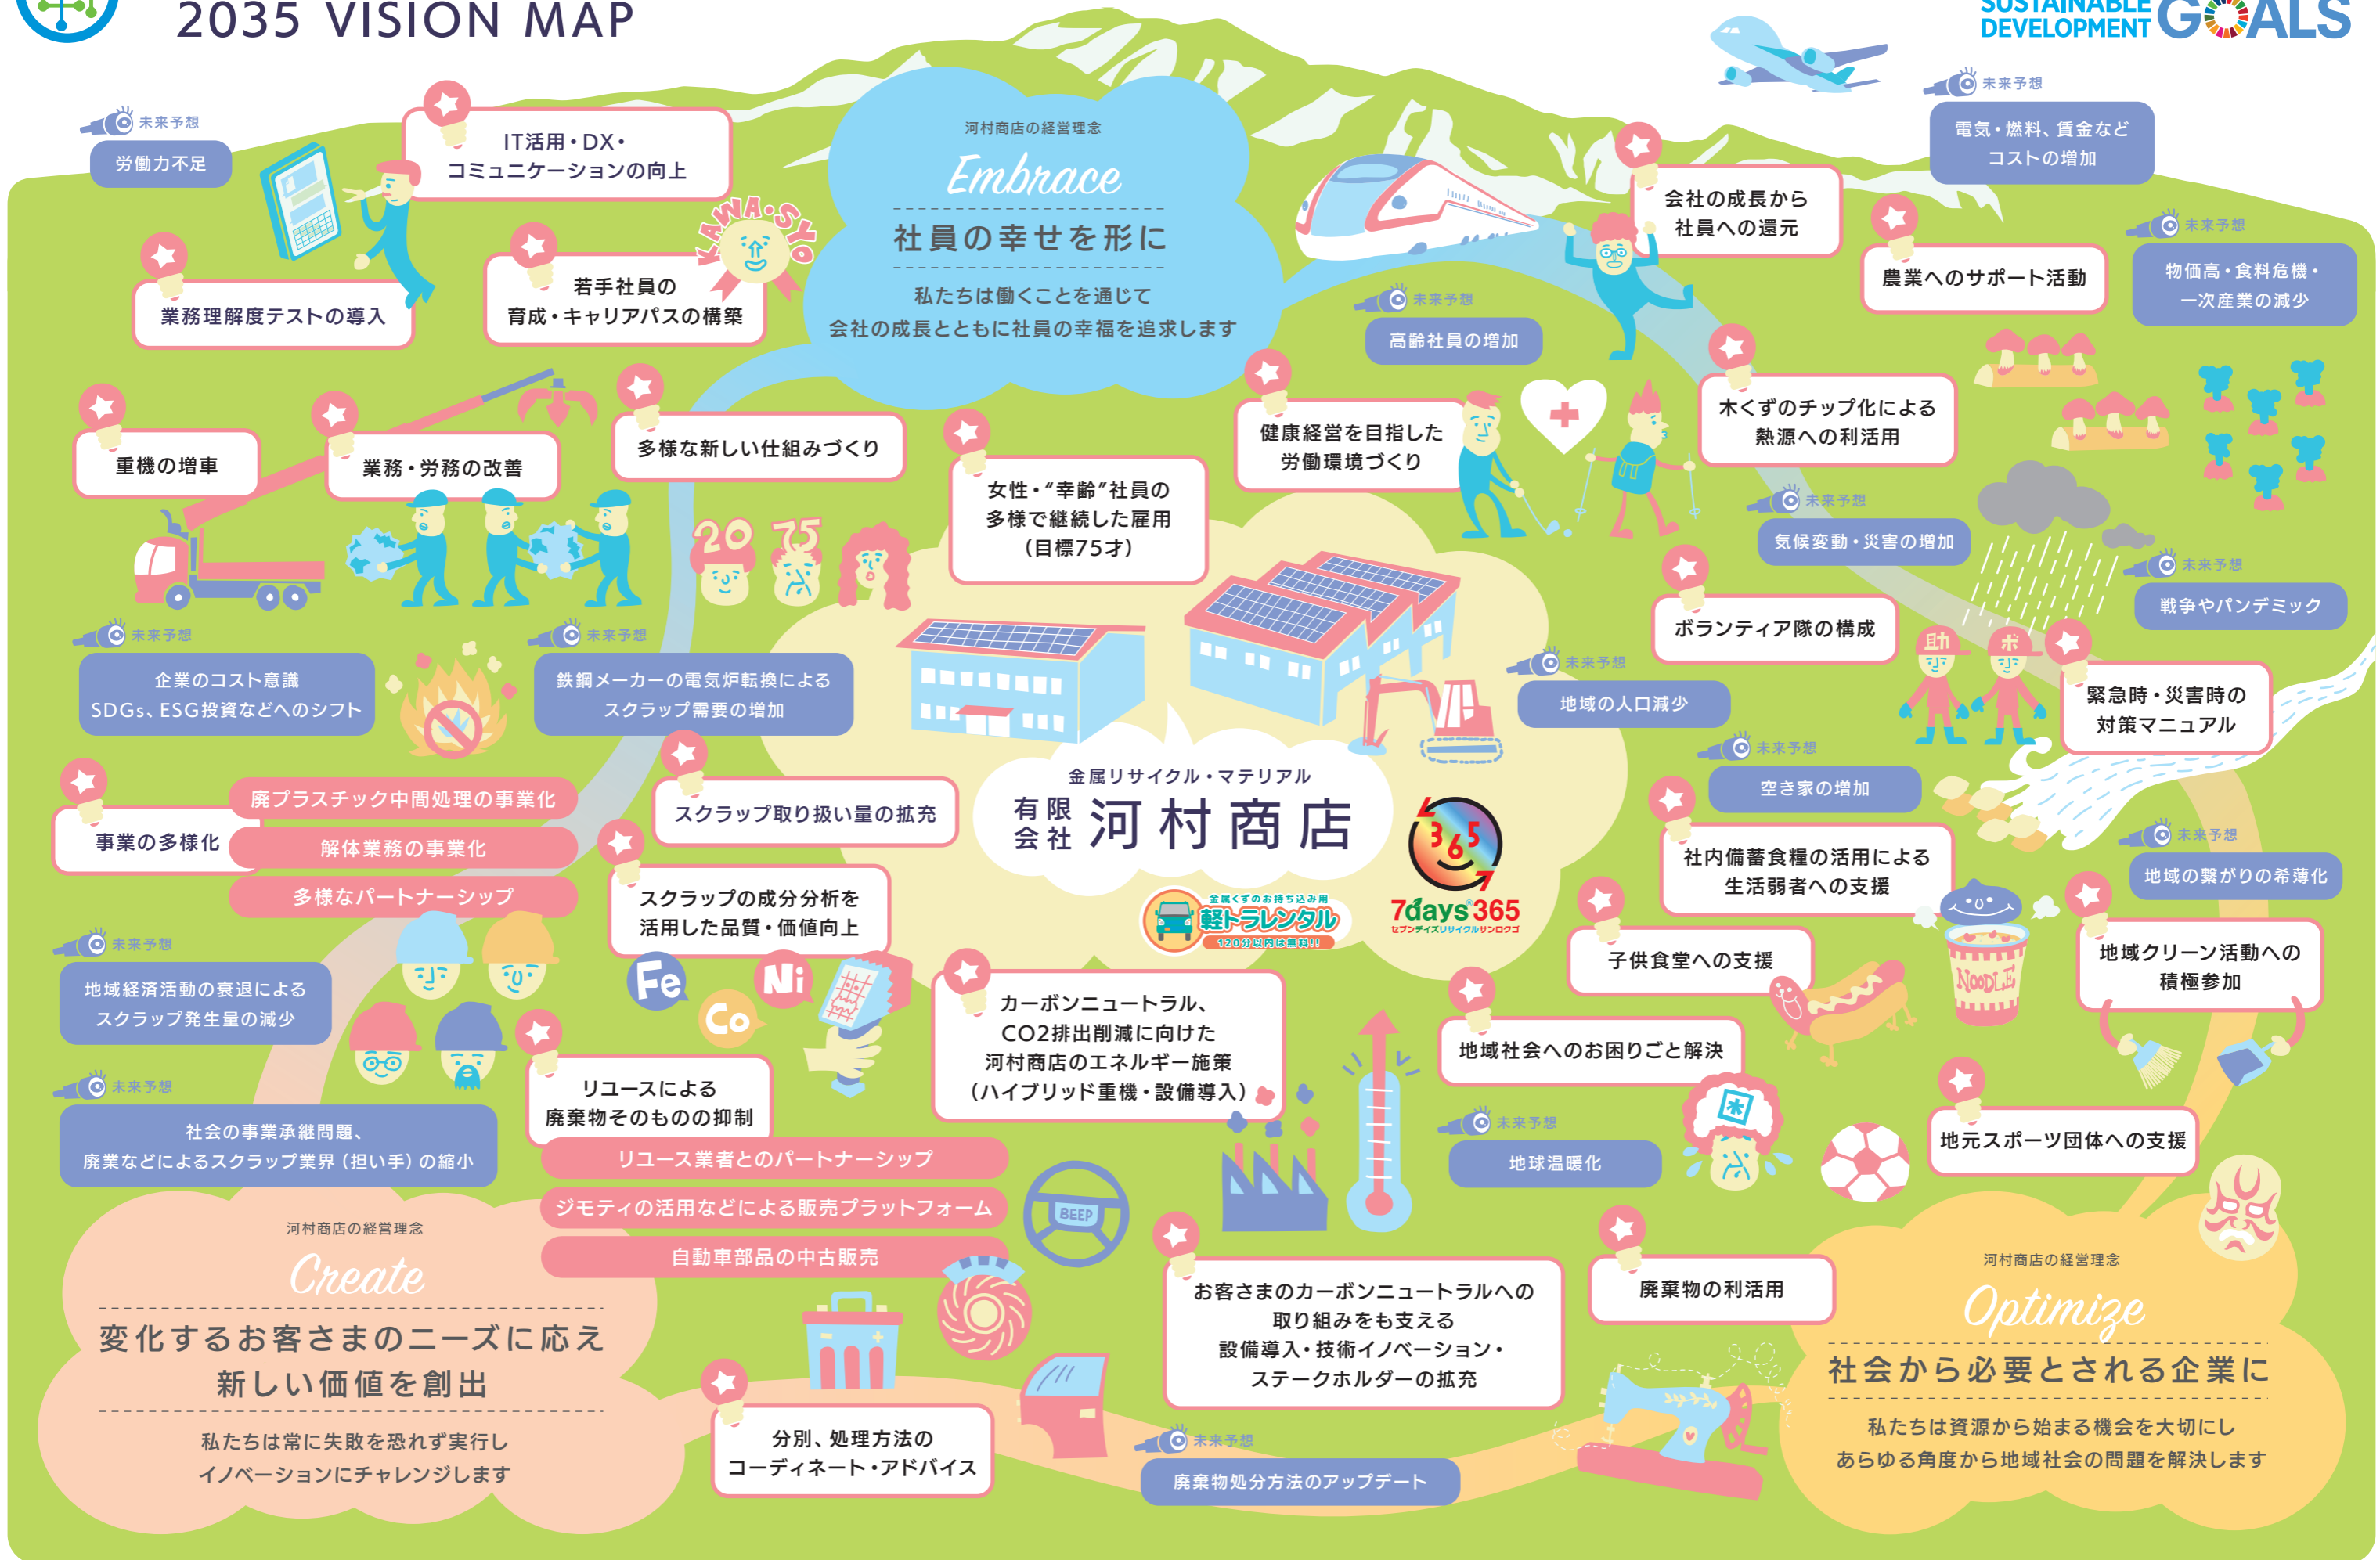 2035 VISION MAP
SUSTAINABLE
DEVELOPMENT GOALS
未来予想
労働力不足
IT活用・DX・
コミュニケーションの向上
業務理解度テストの導入
若手社員の
育成・キャリアパスの構築
KAWA・SYO
河村商店の経営理念
Embrace
社員の幸せを形に
私たちは働くことを通じて
会社の成長とともに社員の幸福を追求します
会社の成長から
社員への還元
未来予想
電気・燃料、賃金など
コストの増加
農業へのサポート活動
未来予想
物価高・食料危機・
一次産業の減少
未来予想
高齢社員の増加
重機の増車
業務・労務の改善
多様な新しい仕組みづくり
女性・“幸齢”社員の
多様で継続した雇用
（目標75才）
20
75
健康経営を目指した
労働環境づくり
木くずのチップ化による
熱源への利活用
未来予想
気候変動・災害の増加
未来予想
戦争やパンデミック
ボランティア隊の構成
助
ボ
緊急時・災害時の
対策マニュアル
未来予想
企業のコスト意識
SDGs、ESG投資などへのシフト
未来予想
鉄鋼メーカーの電気炉転換による
スクラップ需要の増加
未来予想
地域の人口減少
未来予想
空き家の増加
事業の多様化
廃プラスチック中間処理の事業化
解体業務の事業化
多様なパートナーシップ
スクラップ取り扱い量の拡充
スクラップの成分分析を
活用した品質・価値向上
Fe
Co
Ni
金属リサイクル・マテリアル
有限
会社
河村商店
金属くずのお持ち込み用
軽トラレンタル
120分以内は無料!!
365
7
7days®365
セブンデイズリサイクルサンロクゴ
社内備蓄食糧の活用による
生活弱者への支援
未来予想
地域の繋がりの希薄化
子供食堂への支援
NOODLE
地域クリーン活動への
積極参加
未来予想
地域経済活動の衰退による
スクラップ発生量の減少
未来予想
社会の事業承継問題、
廃業などによるスクラップ業界（担い手）の縮小
リユースによる
廃棄物そのものの抑制
リユース業者とのパートナーシップ
ジモティの活用などによる販売プラットフォーム
自動車部品の中古販売
BEEP
カーボンニュートラル、
CO2排出削減に向けた
河村商店のエネルギー施策
（ハイブリッド重機・設備導入）
地域社会へのお困りごと解決
未来予想
地球温暖化
困
地元スポーツ団体への支援
河村商店の経営理念
Create
変化するお客さまのニーズに応え
新しい価値を創出
私たちは常に失敗を恐れず実行し
イノベーションにチャレンジします
分別、処理方法の
コーディネート・アドバイス
お客さまのカーボンニュートラルへの
取り組みをも支える
設備導入・技術イノベーション・
ステークホルダーの拡充
未来予想
廃棄物処分方法のアップデート
廃棄物の利活用
河村商店の経営理念
Optimize
社会から必要とされる企業に
私たちは資源から始まる機会を大切にし
あらゆる角度から地域社会の問題を解決します